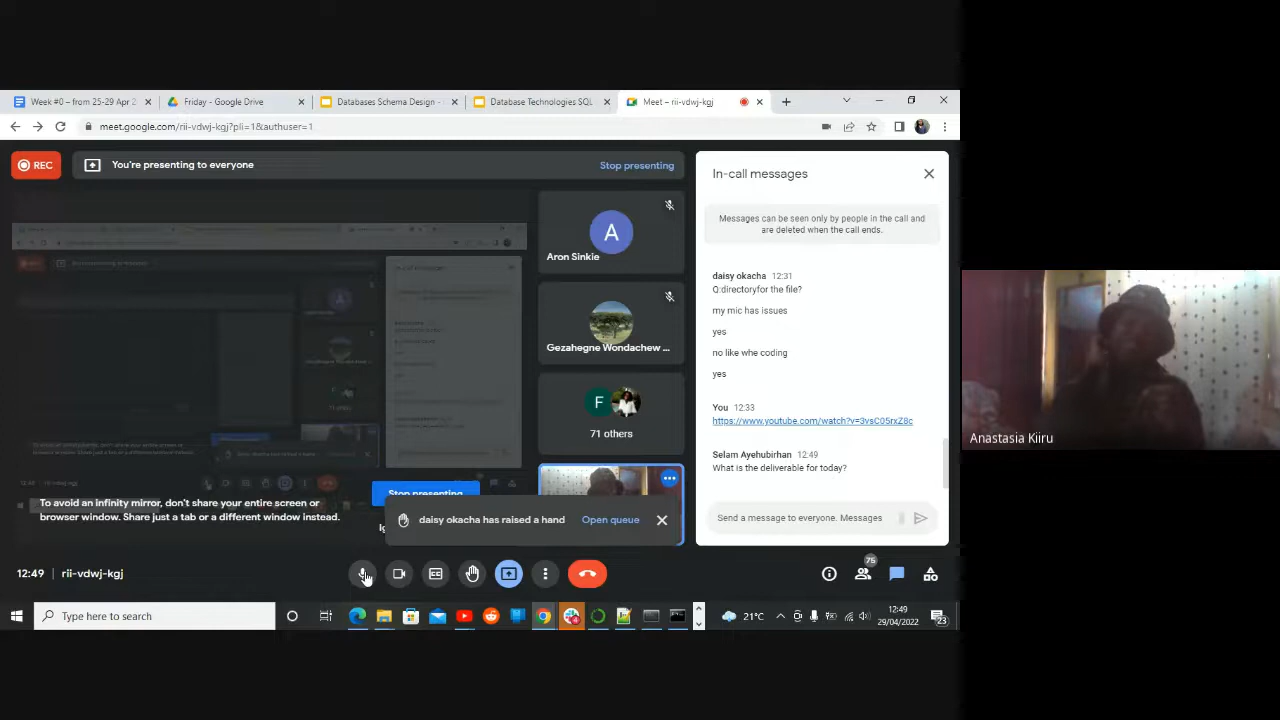 Week #0 – from 25-29 Apr 2
Friday - Google Drive
Databases Schema Design -
Database Technologies SQL
Meet – rii-vdwj-kgj
meet.google.com/rii-vdwj-kgj?pli=1&authuser=1
REC
You're presenting to everyone
Stop presenting
In-call messages
Messages can be seen only by people in the call and
are deleted when the call ends.
daisy okacha 12:31
Q:directoryfor the file?
my mic has issues
yes
no like whe coding
yes
You 12:33
https://www.youtube.com/watch?v=3vsC05rxZ8c
Selam Ayehubirhan 12:49
What is the deliverable for today?
Send a message to everyone. Messages
A
Aron Sinkie
Gezahegne Wondachew ...
F
71 others
To avoid an infinity mirror, don't share your entire screen or
browser window. Share just a tab or a different window instead.
Stop presenting
Ig
daisy okacha has raised a hand
Open queue
12:49 | rii-vdwj-kgj
75
Type here to search
21°C
12:49
29/04/2022
23
Anastasia Kiiru